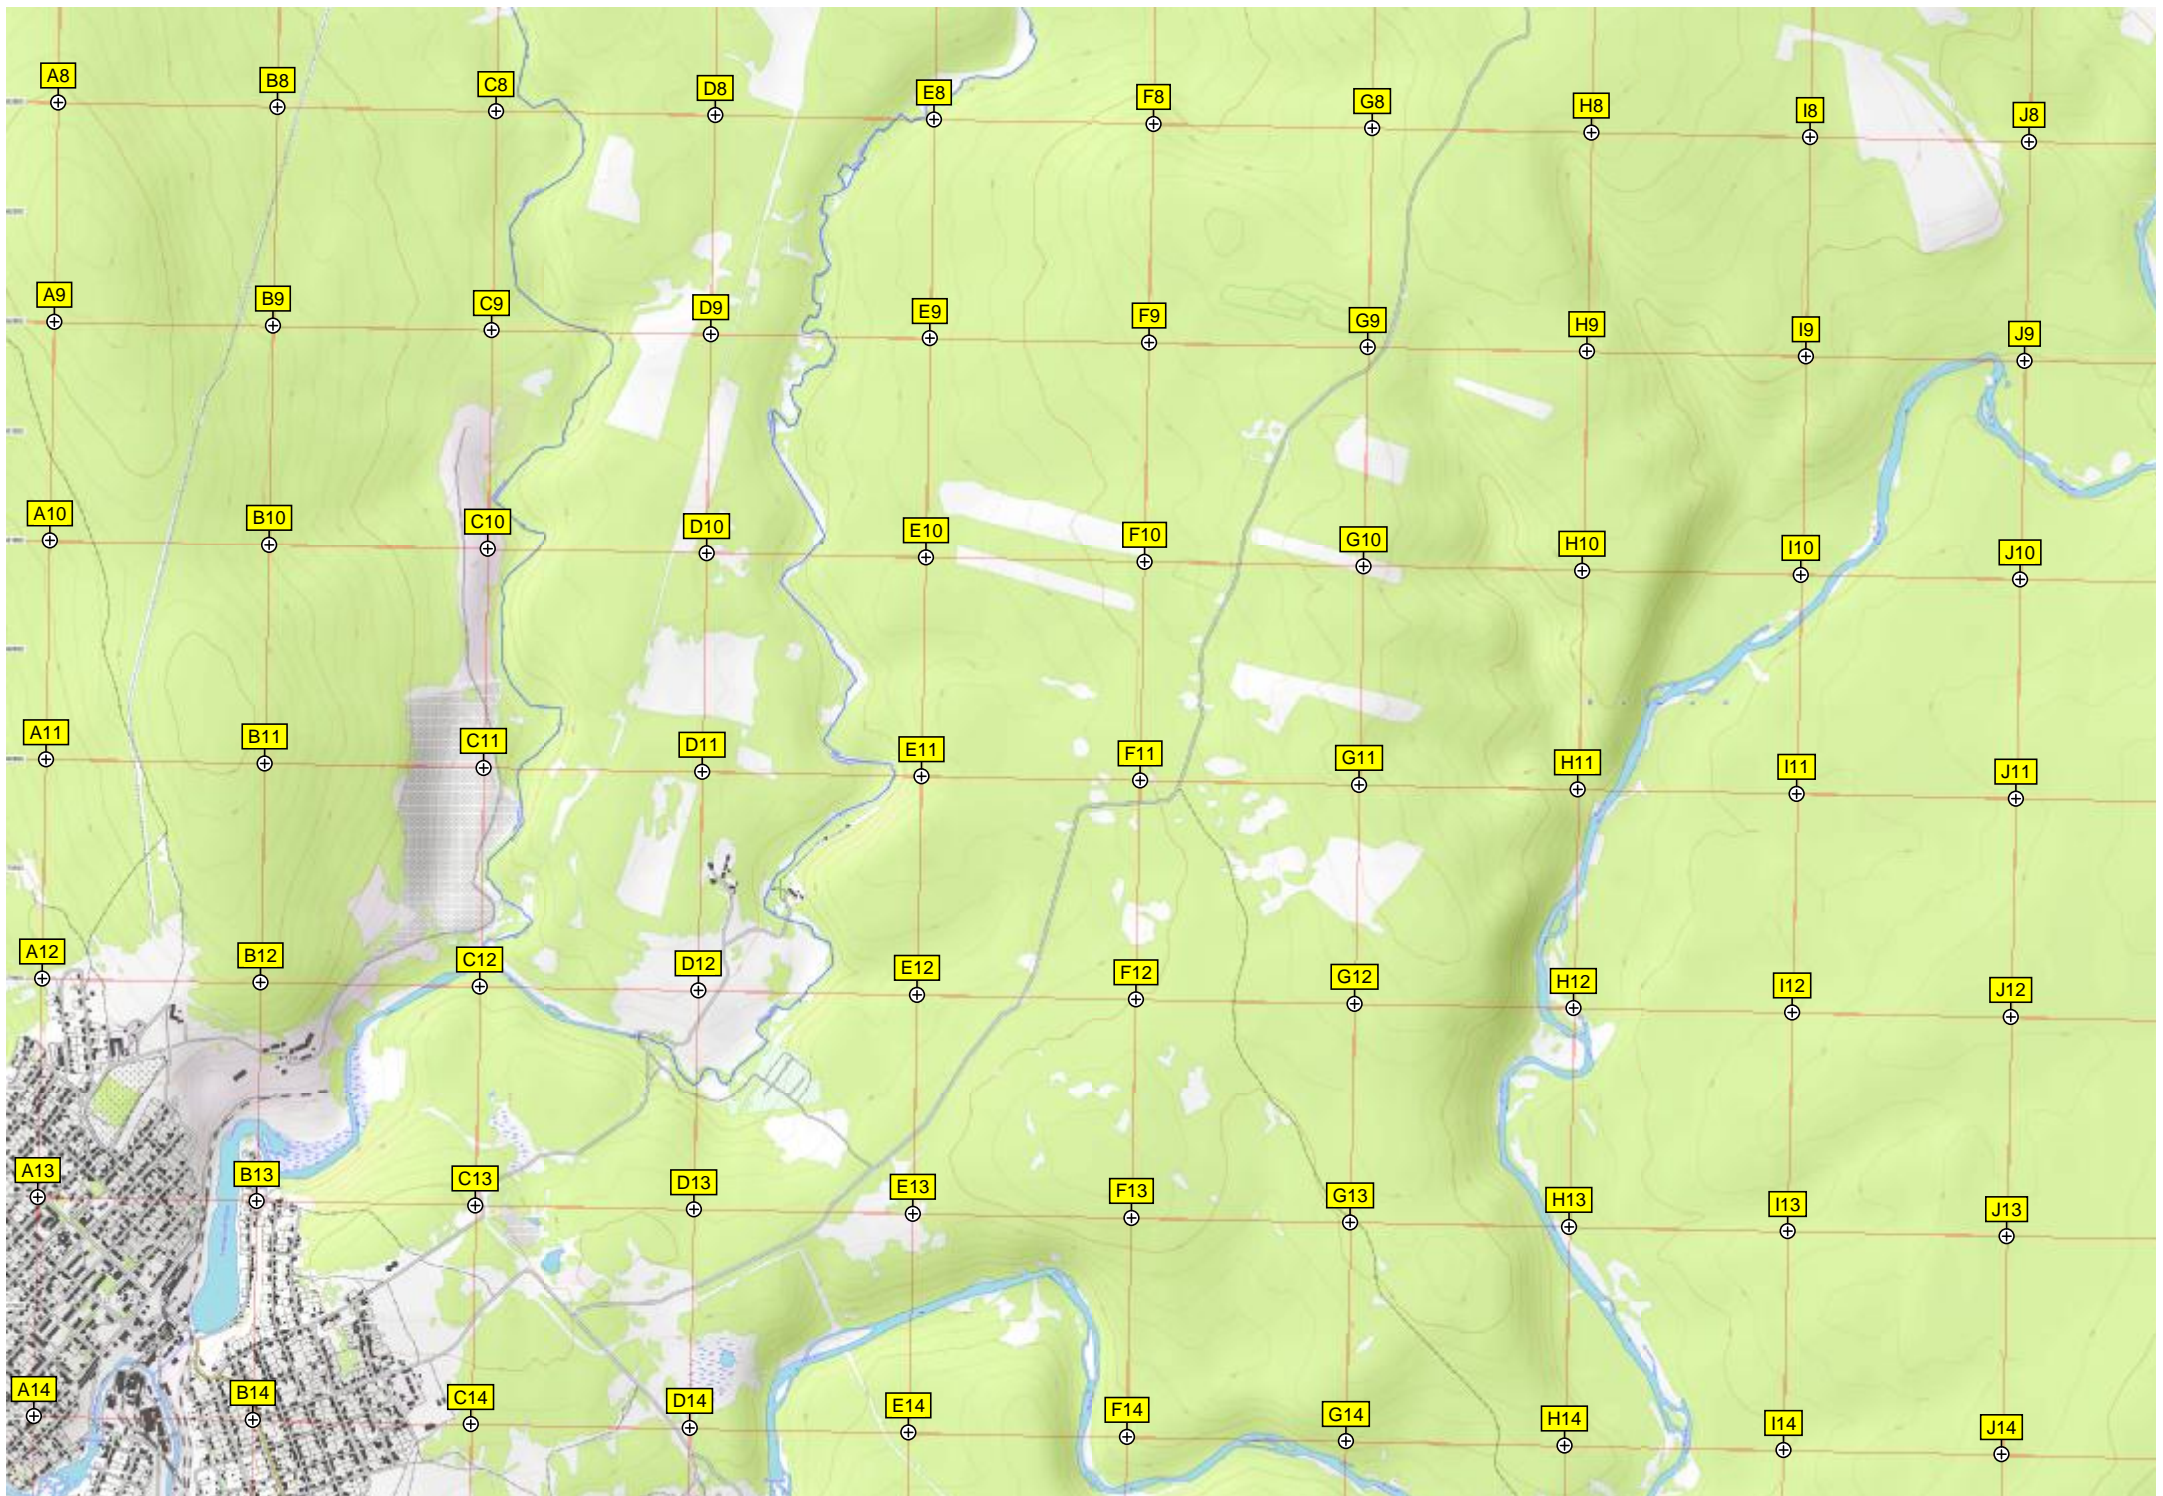 A8 B8 C8 D8 E8 F8 G8 H8 I8 J8
A9 B9 C9 D9 E9 F9 G9 H9 I9 J9
A10 B10 C10 D10 E10 F10 G10 H10 I10 J10
A11 B11 C11 D11 E11 F11 G11 H11 I11 J11
A12 B12 C12 D12 E12 F12 G12 H12 I12 J12
A13 B13 C13 D13 E13 F13 G13 H13 I13 J13
A14 B14 C14 D14 E14 F14 G14 H14 I14 J14